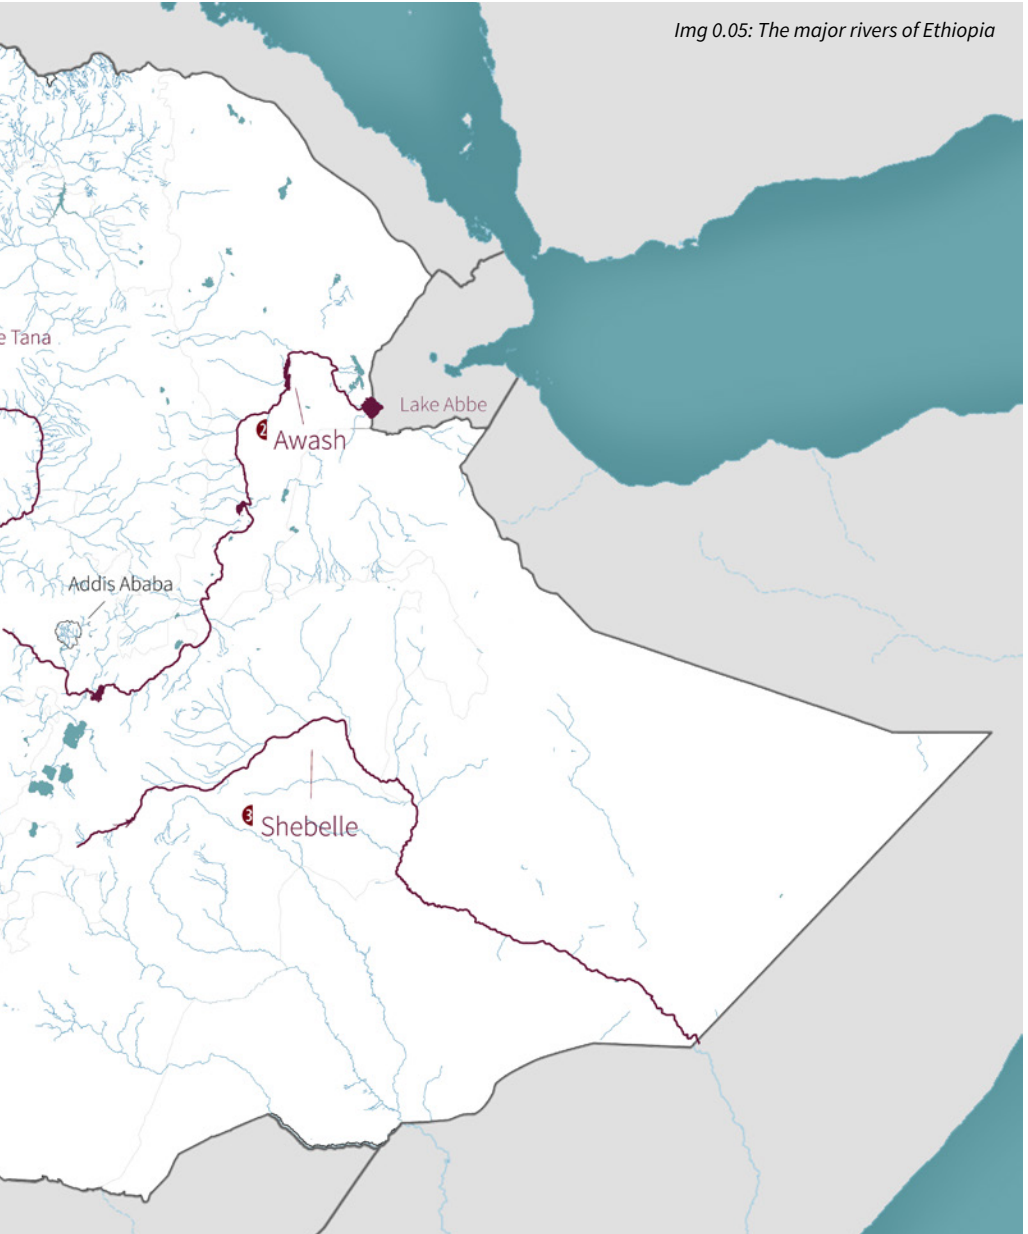 Img 0.05: The major rivers of Ethiopia
e Tana
Lake Abbe
2
Awash
Addis Ababa
3
Shebelle